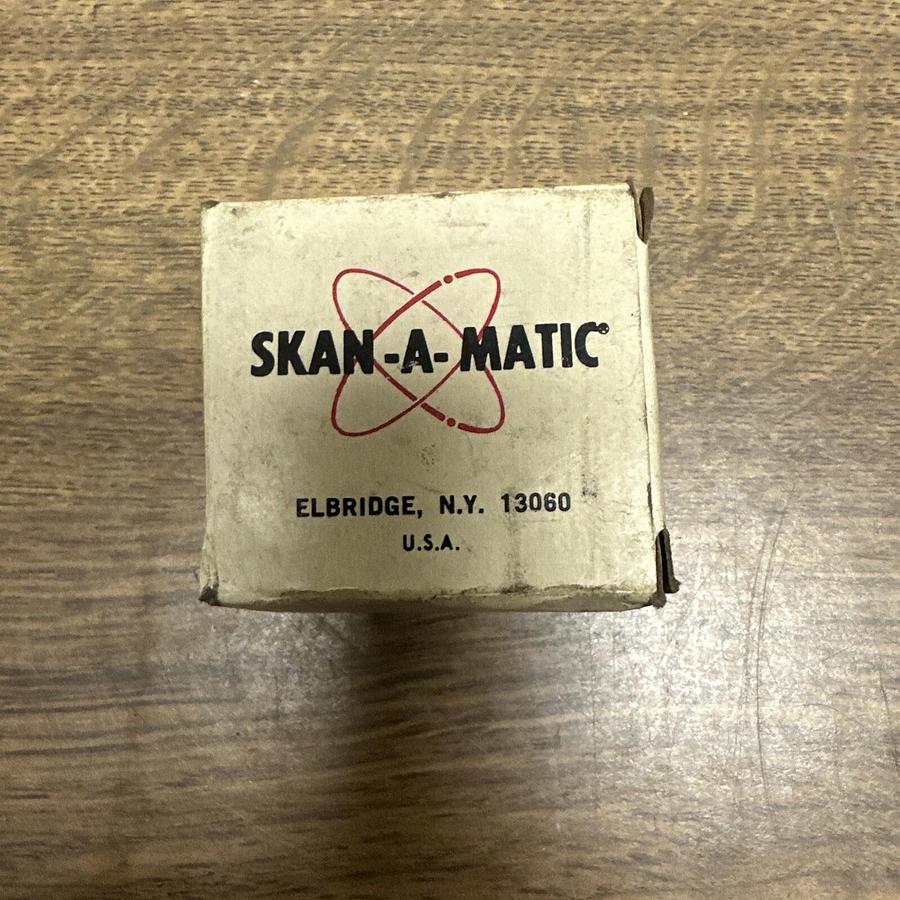 SKAN-A-MATIC®
ELBRIDGE, N.Y. 13060
U.S.A.